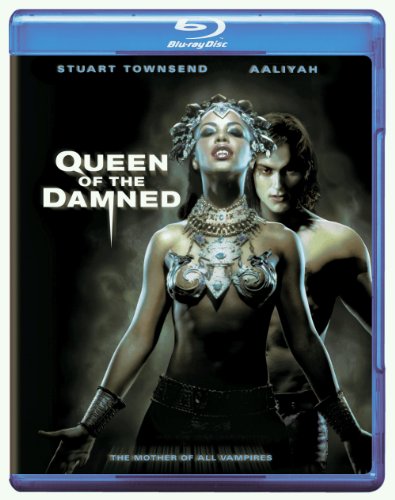 Blu-ray Disc
STUART TOWNSEND AALIYAH
QUEEN
OF THE
DAMNED
THE MOTHER OF ALL VAMPIRES